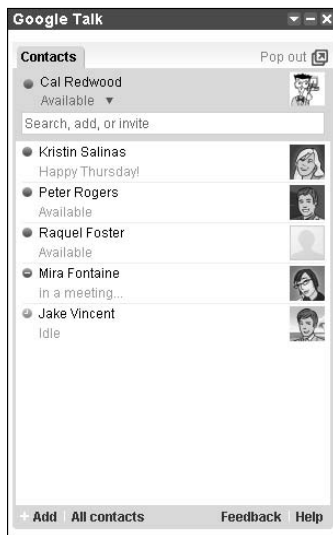 Google Talk
Contacts Pop out
Cal Redwood
Available
Search, add, or invite
Kristin Salinas
Happy Thursday!
Peter Rogers
Available
Raquel Foster
Available
Mira Fontaine
In a meeting...
Jake Vincent
Idle
+ Add All contacts Feedback Help